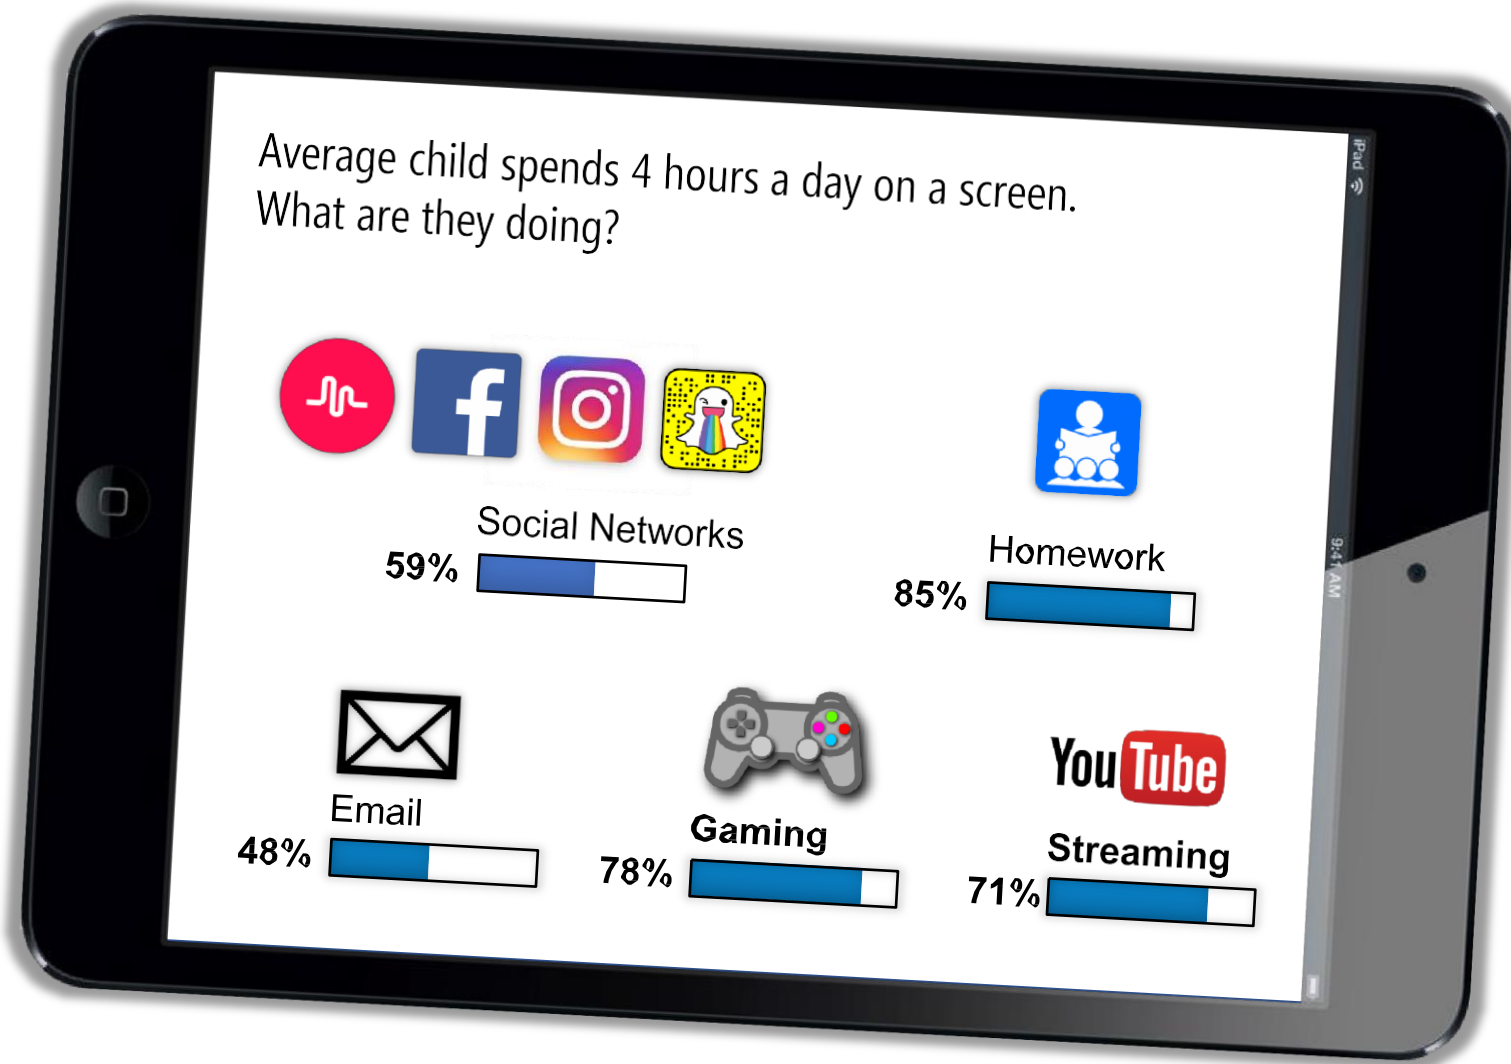 Average child spends 4 hours a day on a screen.
What are they doing?
iPad
Social Networks
59%
Homework
85%
9:41 AM
Email
48%
Gaming
78%
YouTube
Streaming
71%